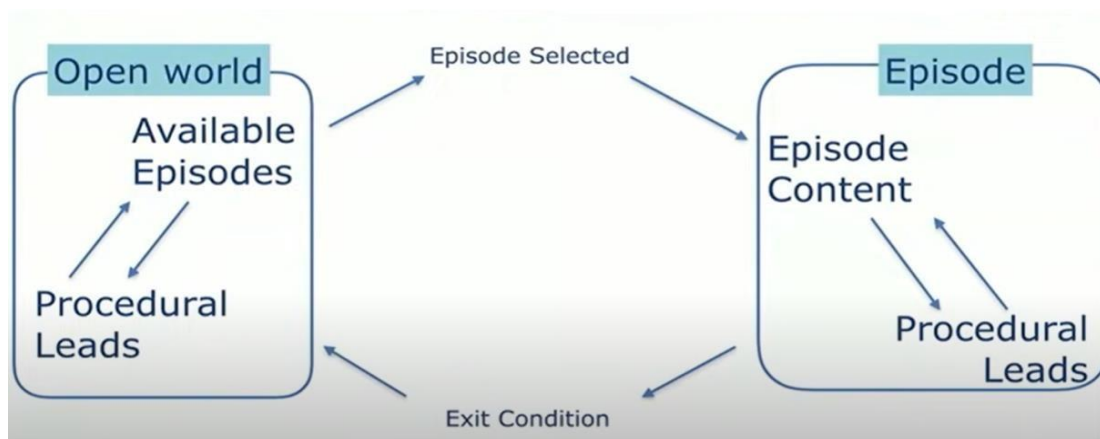 Open world
Episode Selected
Episode
Available
Episodes
Episode
Content
Procedural
Leads
Procedural
Leads
Exit Condition